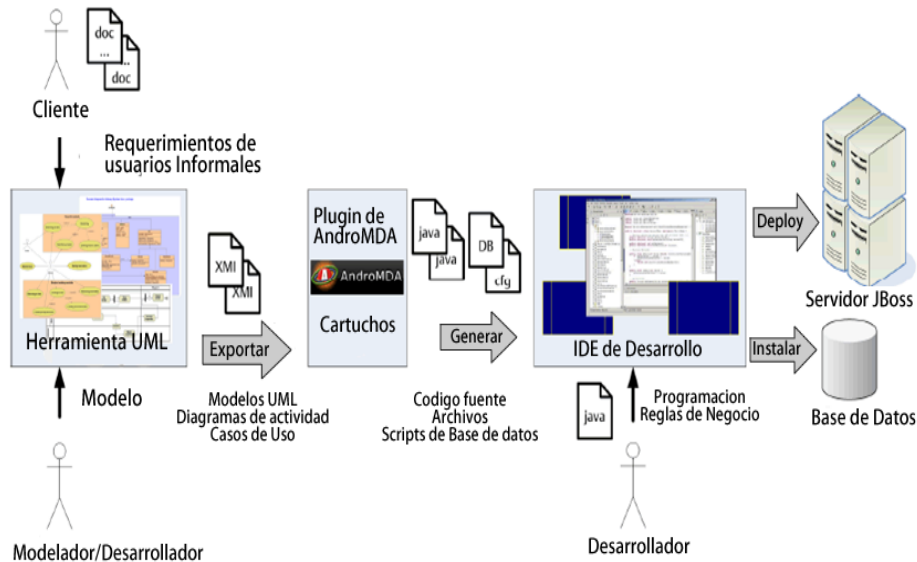 doc
...
doc
Cliente
Requerimientos de
usuarios Informales
Herramienta UML
XMI
XMI
Exportar
Modelo
Modelos UML
Diagramas de actividad
Casos de Uso
Modelador/Desarrollador
Plugin de
AndroMDA
AndroMDA
Cartuchos
java
java
DB
cfg
Generar
Codigo fuente
Archivos
Scripts de Base de datos
IDE de Desarrollo
java
Programacion
Reglas de Negocio
Desarrollador
Deploy
Servidor JBoss
Instalar
Base de Datos